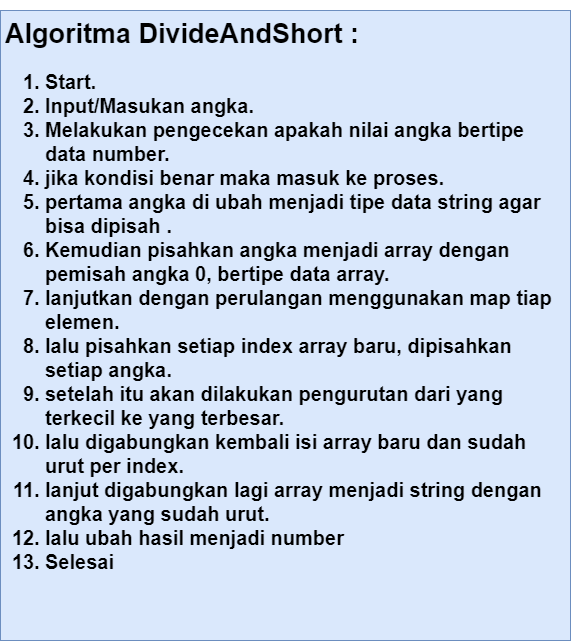 Algoritma DivideAndShort :
1. Start.
2. Input/Masukan angka.
3. Melakukan pengecekan apakah nilai angka bertipe
data number.
4. jika kondisi benar maka masuk ke proses.
5. pertama angka di ubah menjadi tipe data string agar
bisa dipisah .
6. Kemudian pisahkan angka menjadi array dengan
pemisah angka 0, bertipe data array.
7. lanjutkan dengan perulangan menggunakan map tiap
elemen.
8. lalu pisahkan setiap index array baru, dipisahkan
setiap angka.
9. setelah itu akan dilakukan pengurutan dari yang
terkecil ke yang terbesar.
10. lalu digabungkan kembali isi array baru dan sudah
urut per index.
11. lanjut digabungkan lagi array menjadi string dengan
angka yang sudah urut.
12. lalu ubah hasil menjadi number
13. Selesai